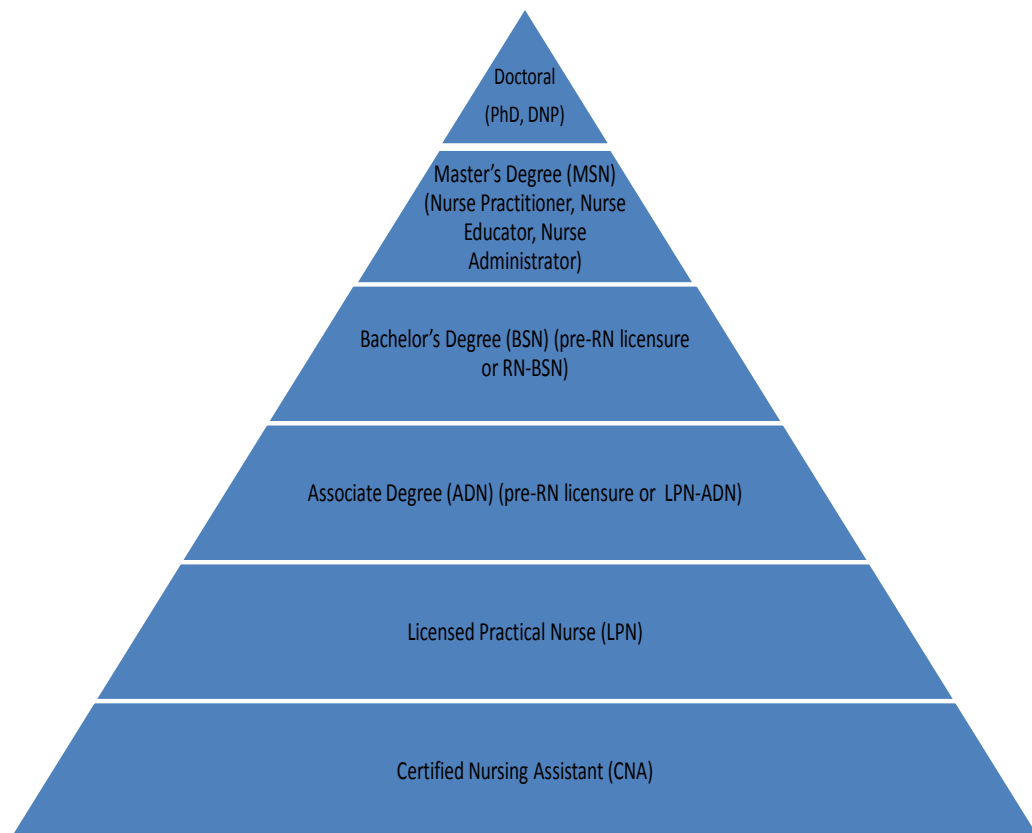 Doctoral
(PhD, DNP)
Master’s Degree (MSN)
(Nurse Practitioner, Nurse
Educator, Nurse
Administrator)
Bachelor’s Degree (BSN) (pre-RN licensure
or RN-BSN)
Associate Degree (ADN) (pre-RN licensure or  LPN-ADN)
Licensed Practical Nurse (LPN)
Certified Nursing Assistant (CNA)